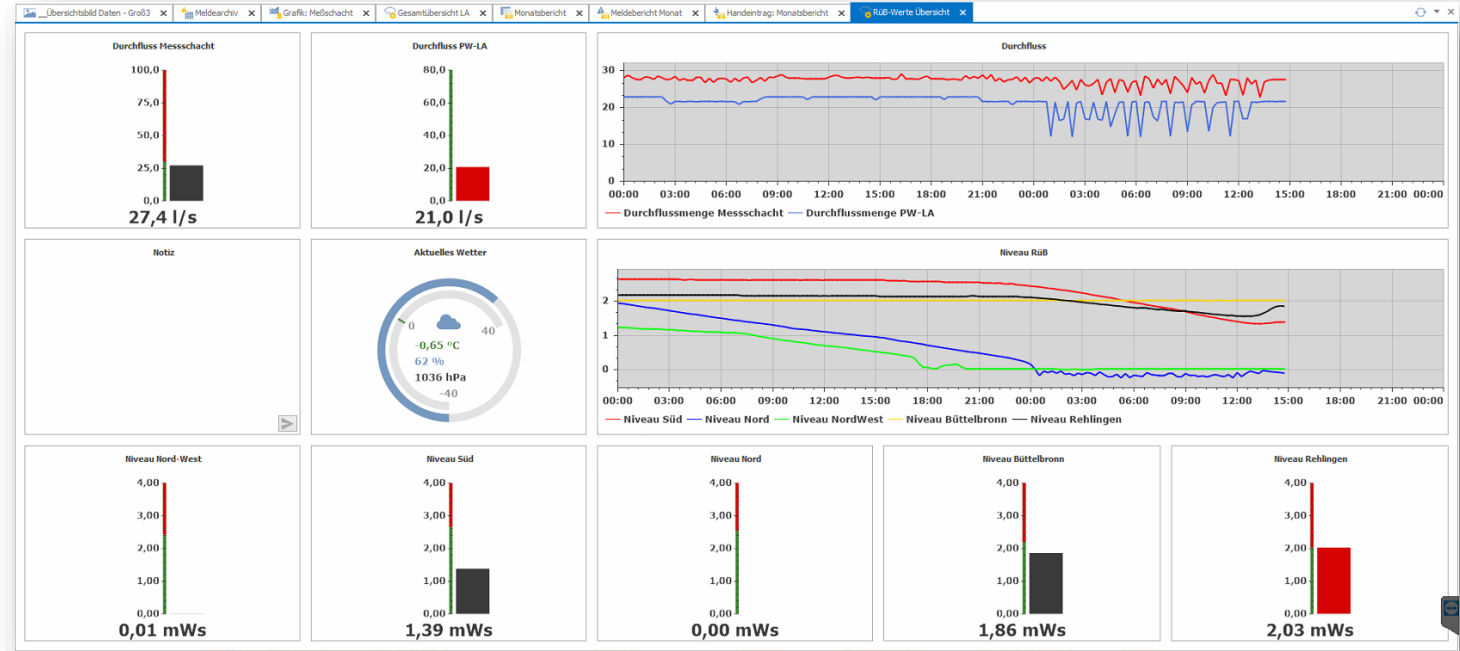 __Übersichtsbild Daten - Groß3 Meldearchiv Grafik: Meßschacht Gesamtübersicht LA Monatsbericht Meldebericht Monat Handeintrag: Monatsbericht RüB-Werte Übersicht
Durchfluss Messschacht
100,0
75,0
50,0
25,0
0,0
27,4 l/s
Durchfluss PW-LA
80,0
60,0
40,0
20,0
0,0
21,0 l/s
Durchfluss
30
20
10
0
00:00 03:00 06:00 09:00 12:00 15:00 18:00 21:00 00:00 03:00 06:00 09:00 12:00 15:00 18:00 21:00 00:00
Durchflussmenge Messschacht Durchflussmenge PW-LA
Notiz
Aktuelles Wetter
0 40
-0,65 °C
62 %
1036 hPa
-40
Niveau RüB
2
1
0
00:00 03:00 06:00 09:00 12:00 15:00 18:00 21:00 00:00 03:00 06:00 09:00 12:00 15:00 18:00 21:00 00:00
Niveau Süd Niveau Nord Niveau NordWest Niveau Büttelbronn Niveau Rehlingen
Niveau Nord-West
4,00
3,00
2,00
1,00
0,00
0,01 mWs
Niveau Süd
4,00
3,00
2,00
1,00
0,00
1,39 mWs
Niveau Nord
4,00
3,00
2,00
1,00
0,00
0,00 mWs
Niveau Büttelbronn
4,00
3,00
2,00
1,00
0,00
1,86 mWs
Niveau Rehlingen
4,00
3,00
2,00
1,00
0,00
2,03 mWs